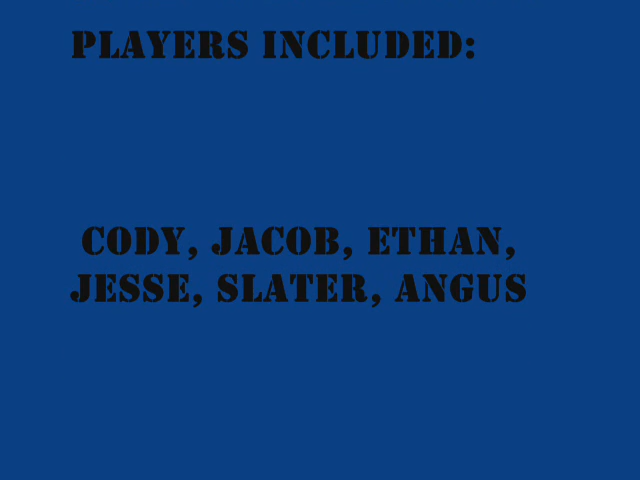 PLAYERS INCLUDED:
CODY, JACOB, ETHAN,
JESSE, SLATER, ANGUS